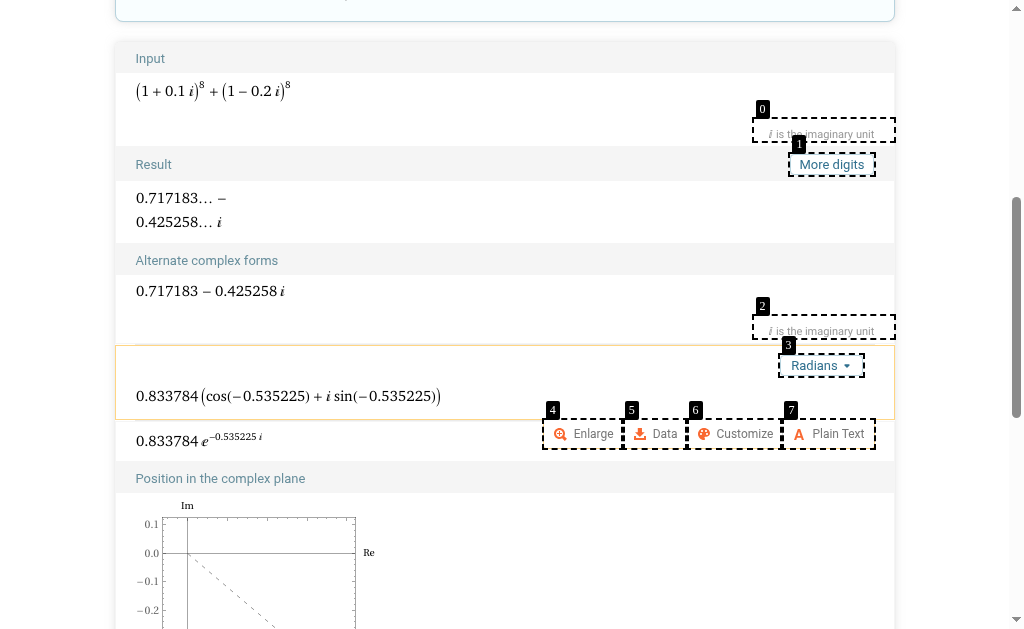 Input
(1 + 0.1 i)^8 + (1 − 0.2 i)^8
0
i is the imaginary unit
1
Result
More digits
0.717183… −
0.425258… i
Alternate complex forms
0.717183 − 0.425258 i
2
i is the imaginary unit
3
Radians
0.833784 (cos(−0.535225) + i sin(−0.535225))
4 5 6 7
0.833784 e^−0.535225 i
Enlarge Data Customize Plain Text
Position in the complex plane
Im
0.1
0.0 Re
−0.1
−0.2